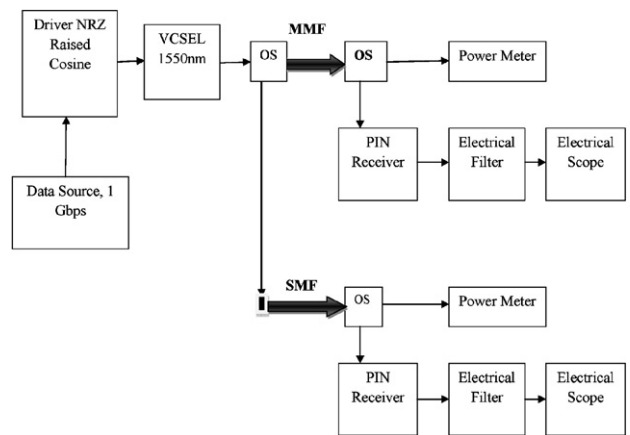 Driver NRZ
Raised
Cosine
VCSEL
1550nm
OS
MMF
OS
Power Meter
PIN
Receiver
Electrical
Filter
Electrical
Scope
Data Source, 1
Gbps
SMF
OS
Power Meter
PIN
Receiver
Electrical
Filter
Electrical
Scope